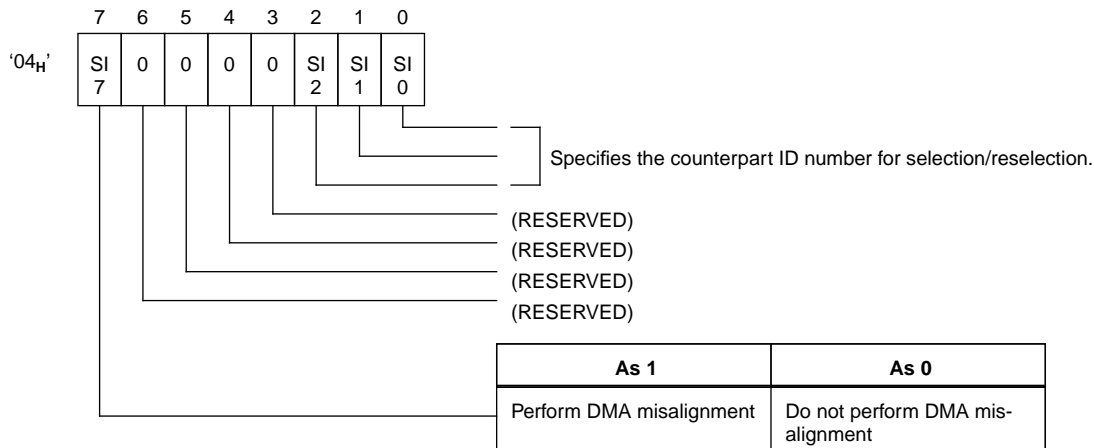 7 6 5 4 3 2 1 0
‘04H’
SI 0 0 0 0 SI SI SI
7 2 1 0
Specifies the counterpart ID number for selection/reselection.
(RESERVED)
(RESERVED)
(RESERVED)
(RESERVED)
As 1 As 0
Perform DMA misalignment Do not perform DMA mis-
alignment